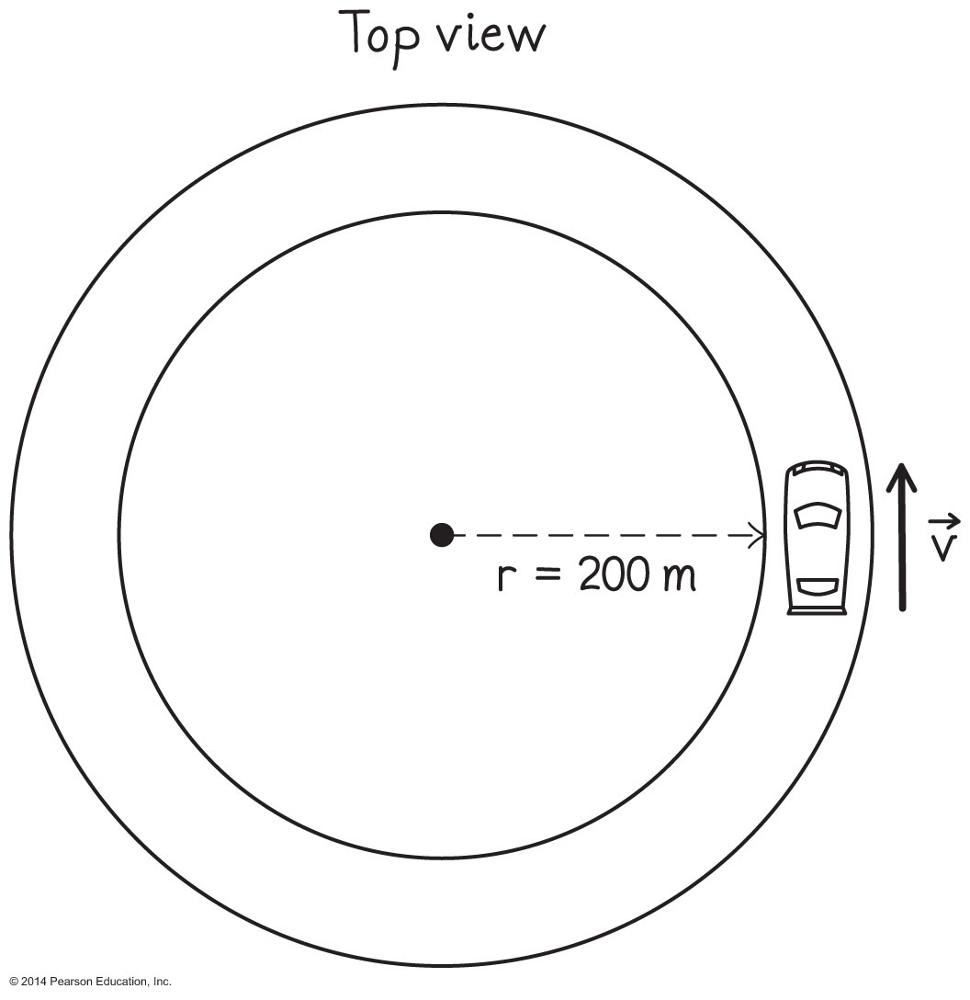 Top view
r = 200 m
v⃗
© 2014 Pearson Education, Inc.